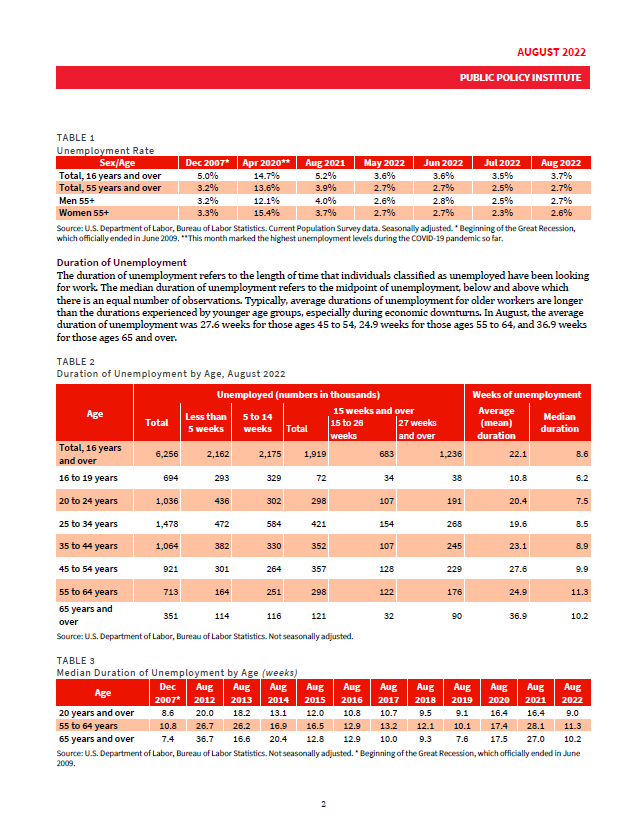 AUGUST 2022
PUBLIC POLICY INSTITUTE
TABLE 1
Unemployment Rate
Sex/Age Dec 2007* Apr 2020** Aug 2021 May 2022 Jun 2022 Jul 2022 Aug 2022
Total, 16 years and over 5.0% 14.7% 5.2% 3.6% 3.6% 3.5% 3.7%
Total, 55 years and over 3.2% 13.6% 3.9% 2.7% 2.7% 2.5% 2.7%
Men 55+ 3.2% 12.1% 4.0% 2.6% 2.8% 2.5% 2.7%
Women 55+ 3.3% 15.4% 3.7% 2.7% 2.7% 2.3% 2.6%
Source: U.S. Department of Labor, Bureau of Labor Statistics. Current Population Survey data. Seasonally adjusted. * Beginning of the Great Recession,
which officially ended in June 2009. **This month marked the highest unemployment levels during the COVID-19 pandemic so far.
Duration of Unemployment
The duration of unemployment refers to the length of time that individuals classified as unemployed have been looking
for work. The median duration of unemployment refers to the midpoint of unemployment, below and above which
there is an equal number of observations. Typically, average durations of unemployment for older workers are longer
than the durations experienced by younger age groups, especially during economic downturns. In August, the average
duration of unemployment was 27.6 weeks for those ages 45 to 54, 24.9 weeks for those ages 55 to 64, and 36.9 weeks
for those ages 65 and over.
TABLE 2
Duration of Unemployment by Age, August 2022
Unemployed (numbers in thousands) Weeks of unemployment
Age Total Less than 5 weeks 5 to 14 weeks 15 weeks and over Total 15 to 26 weeks 27 weeks and over Average (mean) duration Median duration
Total, 16 years
and over 6,256 2,162 2,175 1,919 683 1,236 22.1 8.6
16 to 19 years 694 293 329 72 34 38 10.8 6.2
20 to 24 years 1,036 436 302 298 107 191 20.4 7.5
25 to 34 years 1,478 472 584 421 154 268 19.6 8.5
35 to 44 years 1,064 382 330 352 107 245 23.1 8.9
45 to 54 years 921 301 264 357 128 229 27.6 9.9
55 to 64 years 713 164 251 298 122 176 24.9 11.3
65 years and
over 351 114 116 121 32 90 36.9 10.2
Source: U.S. Department of Labor, Bureau of Labor Statistics. Not seasonally adjusted.
TABLE 3
Median Duration of Unemployment by Age (weeks)
Age Dec 2007* Aug 2012 Aug 2013 Aug 2014 Aug 2015 Aug 2016 Aug 2017 Aug 2018 Aug 2019 Aug 2020 Aug 2021 Aug 2022
20 years and over 8.6 20.0 18.2 13.1 12.0 10.8 10.7 9.5 9.1 16.4 16.4 9.0
55 to 64 years 10.8 26.7 26.2 16.9 16.5 12.9 13.2 12.1 10.1 17.4 28.1 11.3
65 years and over 7.4 36.7 16.6 20.4 12.8 12.9 10.0 9.3 7.6 17.5 27.0 10.2
Source: U.S. Department of Labor, Bureau of Labor Statistics. Not seasonally adjusted. * Beginning of the Great Recession, which officially ended in June
2009.
2